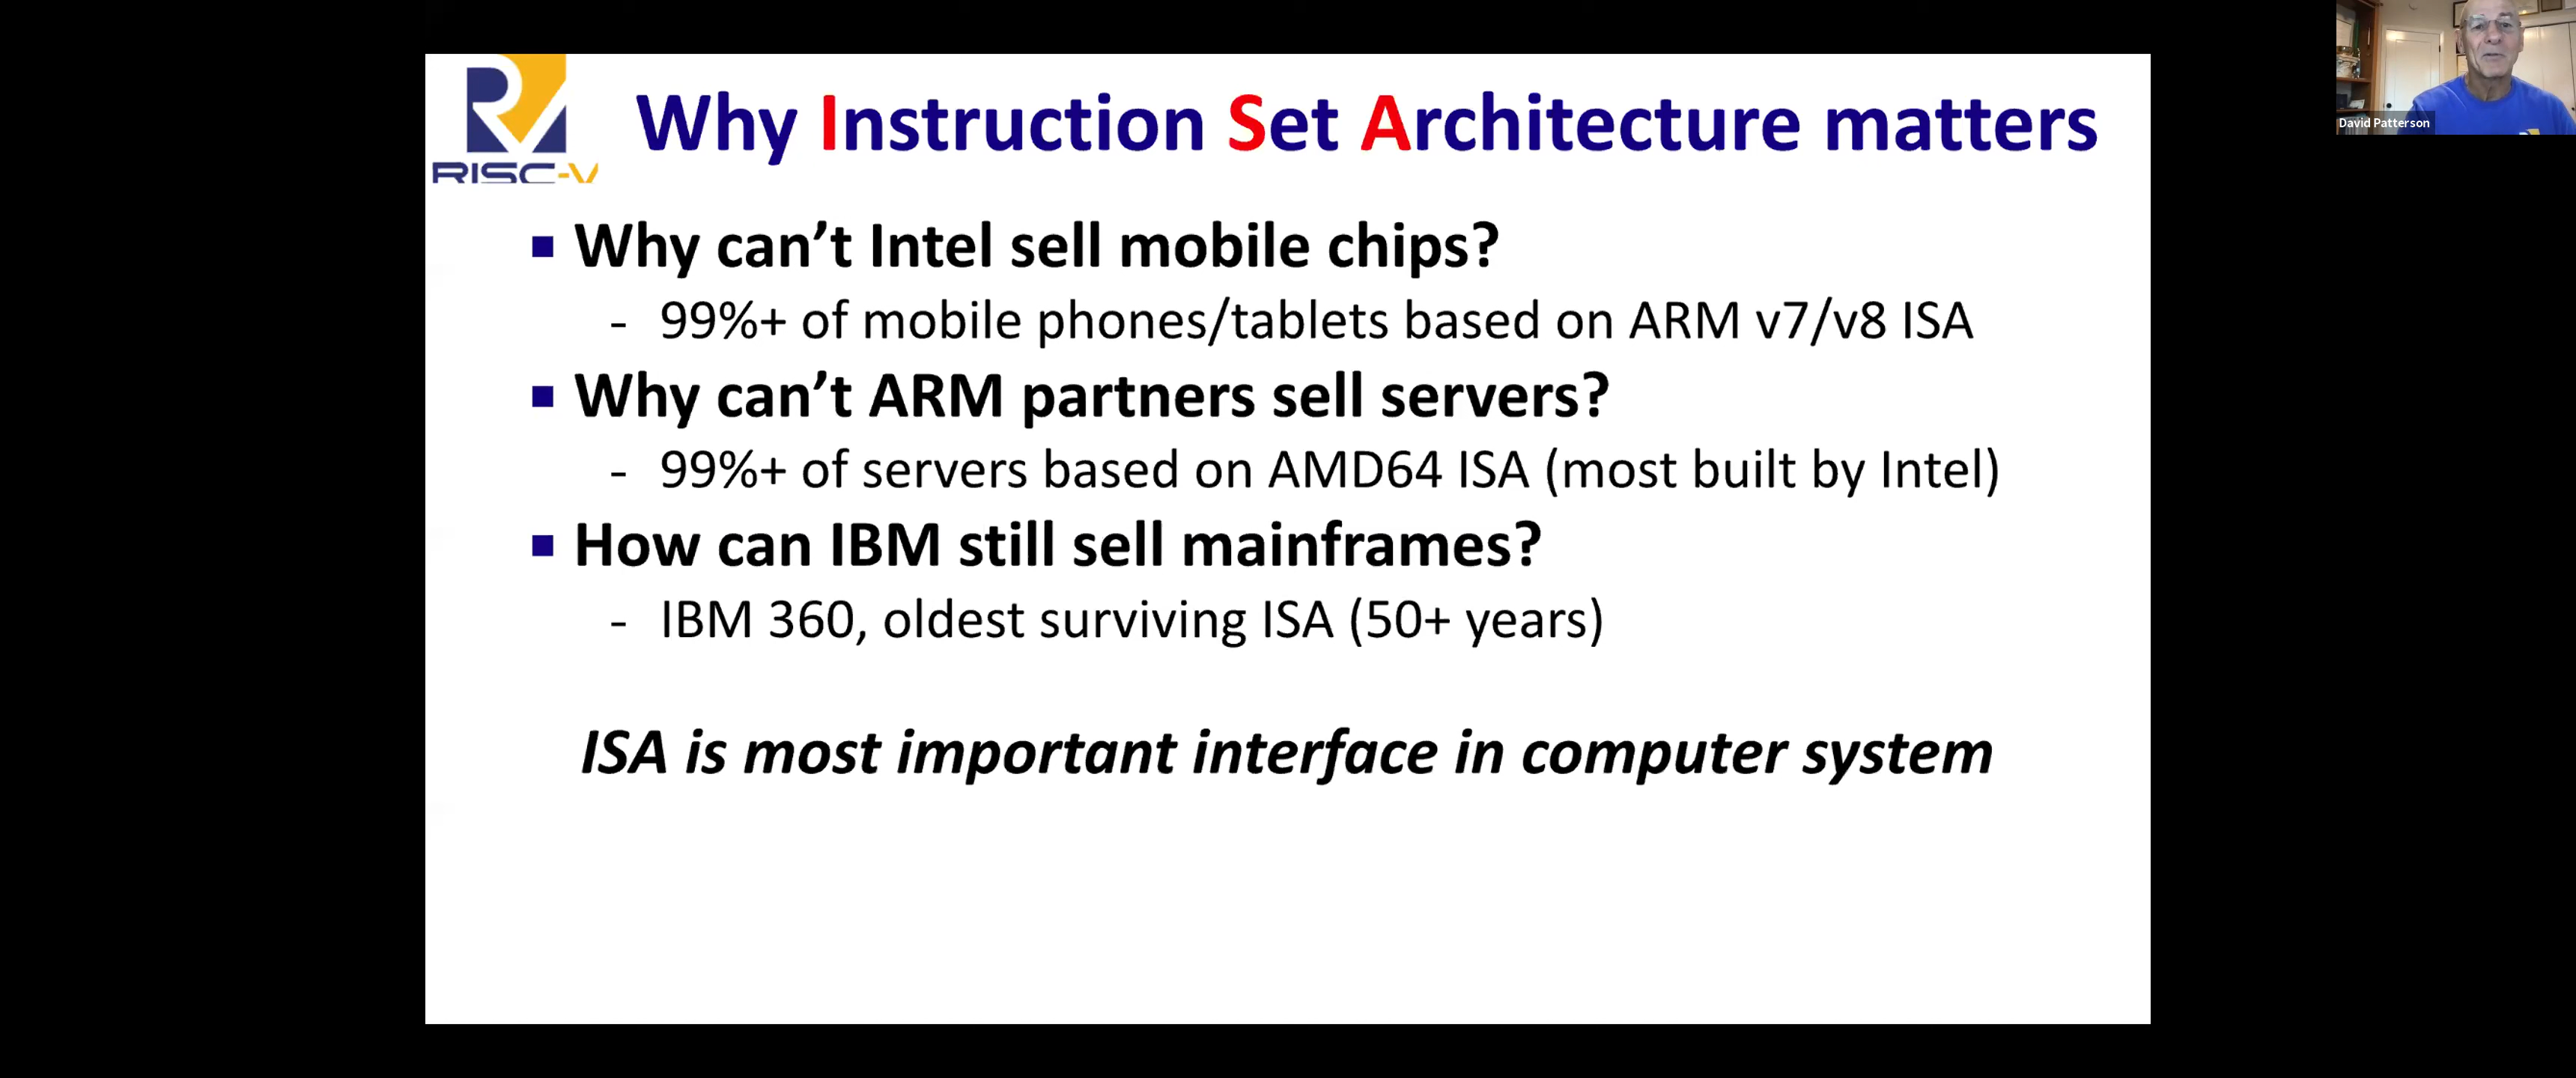 RISC-V
Why Instruction Set Architecture matters
David Patterson
▪ Why can’t Intel sell mobile chips?
- 99%+ of mobile phones/tablets based on ARM v7/v8 ISA
▪ Why can’t ARM partners sell servers?
- 99%+ of servers based on AMD64 ISA (most built by Intel)
▪ How can IBM still sell mainframes?
- IBM 360, oldest surviving ISA (50+ years)
ISA is most important interface in computer system